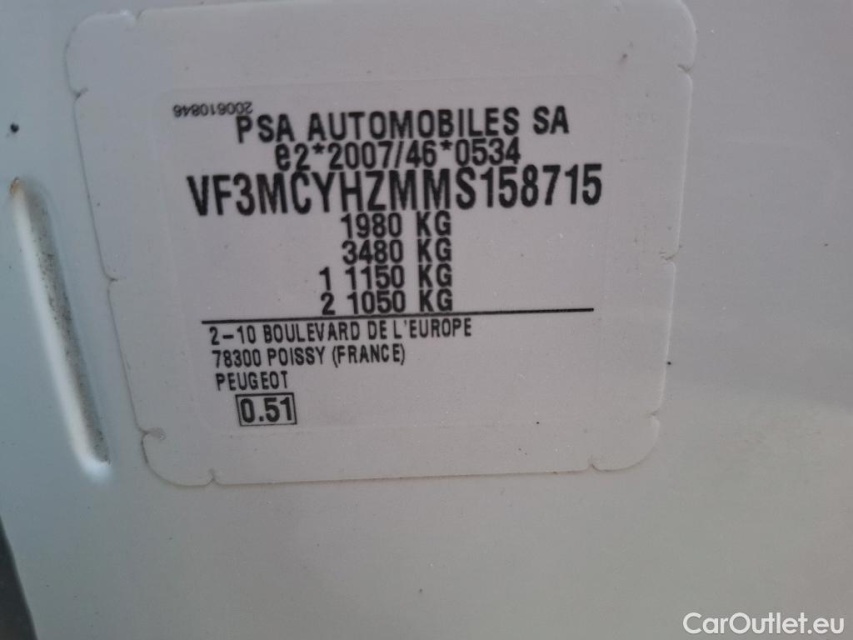 200610846
PSA AUTOMOBILES SA
e2*2007/46*0534
VF3MCYHZMMS158715
1980 KG
3480 KG
1 1150 KG
2 1050 KG
2-10 BOULEVARD DE L'EUROPE
78300 POISSY (FRANCE)
PEUGEOT
0.51
CarOutlet.eu